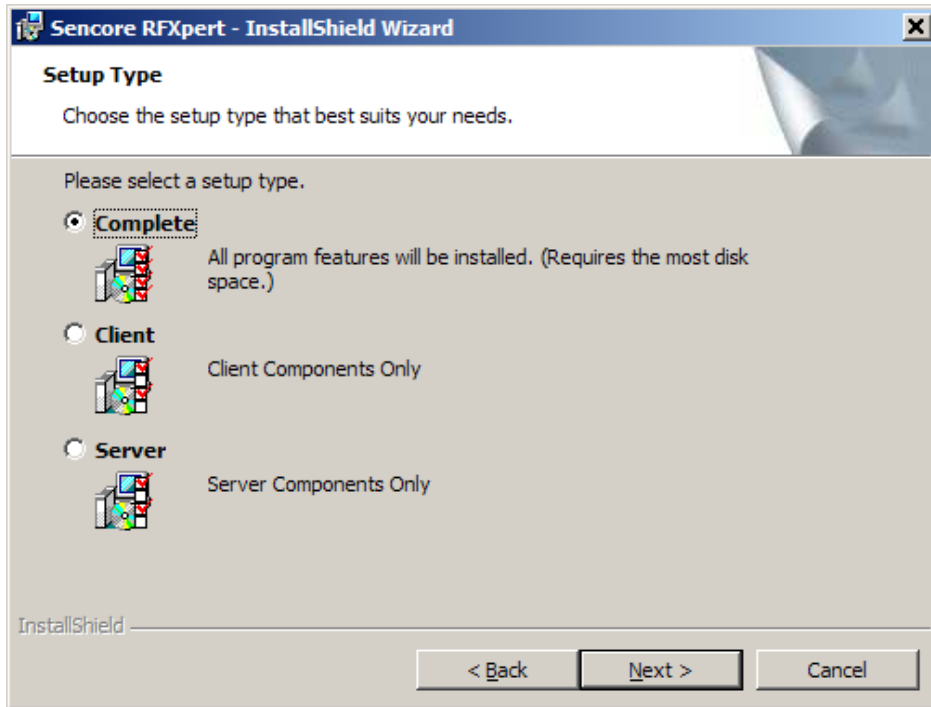 Sencore RFXpert - InstallShield Wizard
Setup Type
Choose the setup type that best suits your needs.
Please select a setup type.
Complete
All program features will be installed. (Requires the most disk
space.)
Client
Client Components Only
Server
Server Components Only
InstallShield
< Back
Next >
Cancel